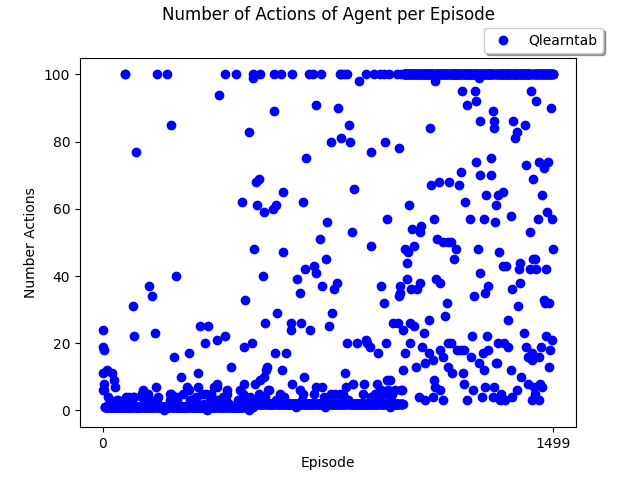 Number of Actions of Agent per Episode
Qlearntab
100
80
60
40
20
0
Number Actions
0
1499
Episode